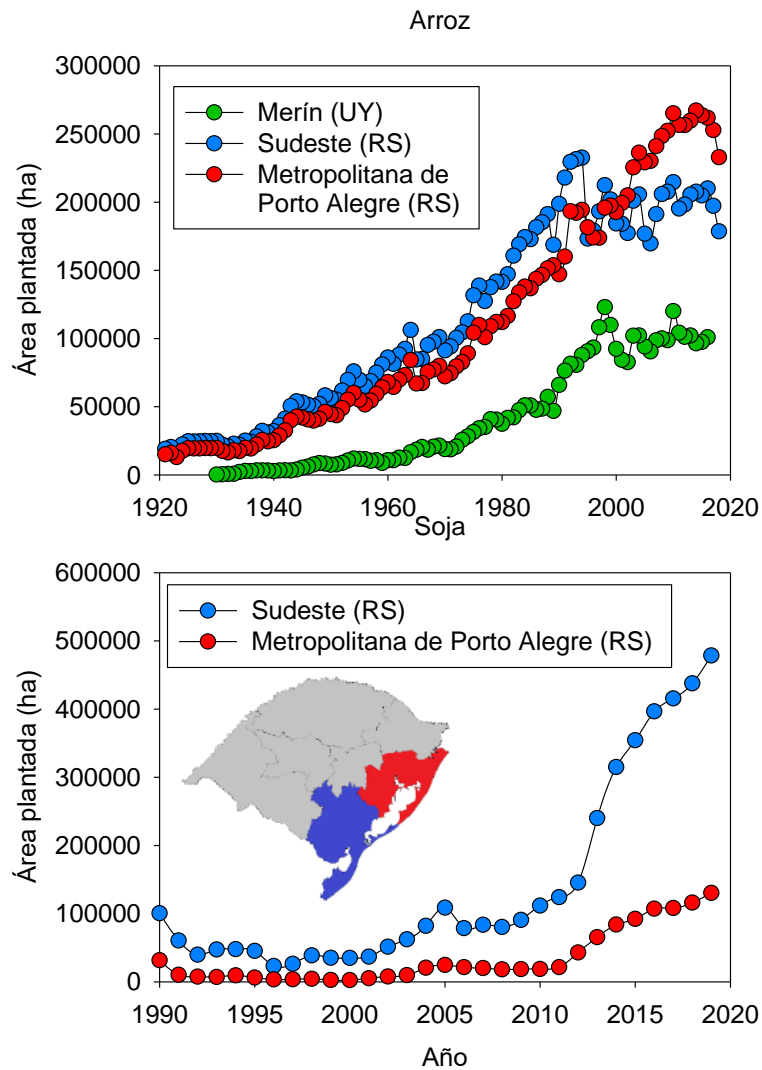 Arroz
300000
250000
200000
150000
100000
50000
0
Área plantada (ha)
Merín (UY)
Sudeste (RS)
Metropolitana de
Porto Alegre (RS)
1920 1940 1960 1980 2000 2020
Soja
600000
500000
400000
300000
200000
100000
0
Área plantada (ha)
Sudeste (RS)
Metropolitana de Porto Alegre (RS)
1990 1995 2000 2005 2010 2015 2020
Año